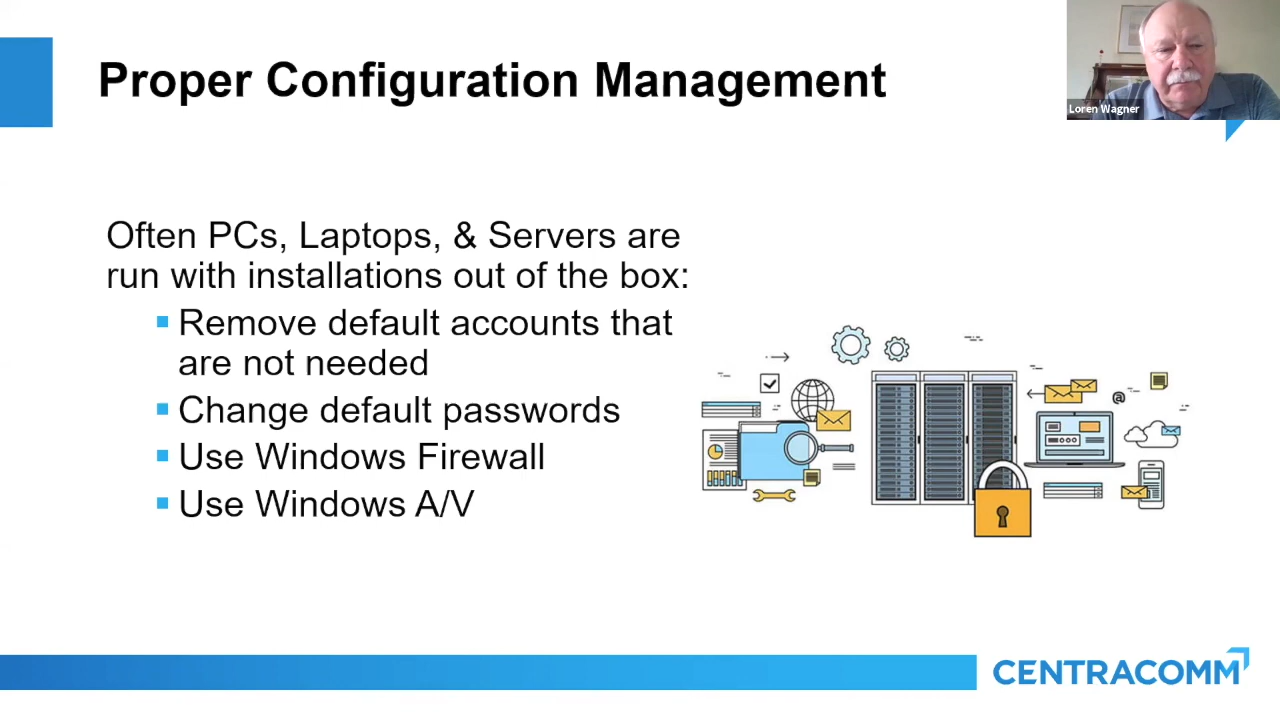 Proper Configuration Management
Loren Wagner
Often PCs, Laptops, & Servers are
run with installations out of the box:
▪ Remove default accounts that
are not needed
▪ Change default passwords
▪ Use Windows Firewall
▪ Use Windows A/V
@
CENTRACOMM